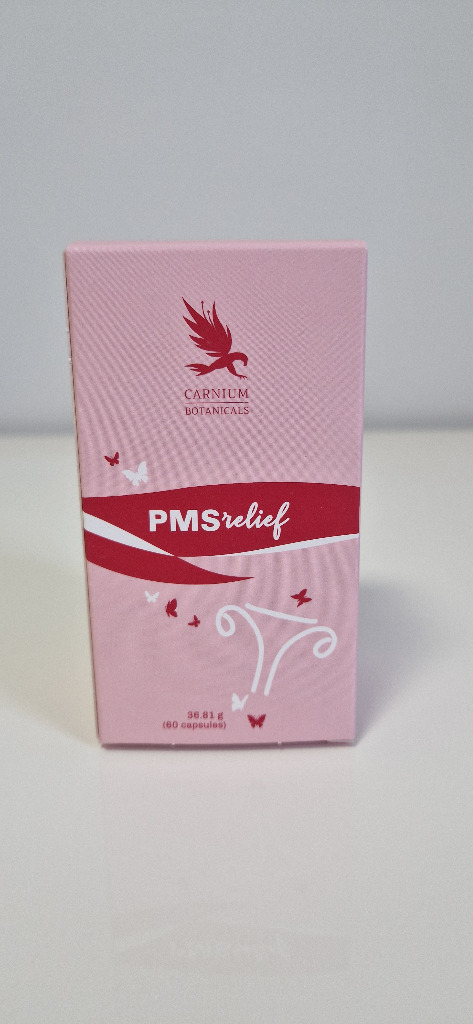 CARNIUM
BOTANICALS
PMSrelief
36.81 g
(60 capsules)